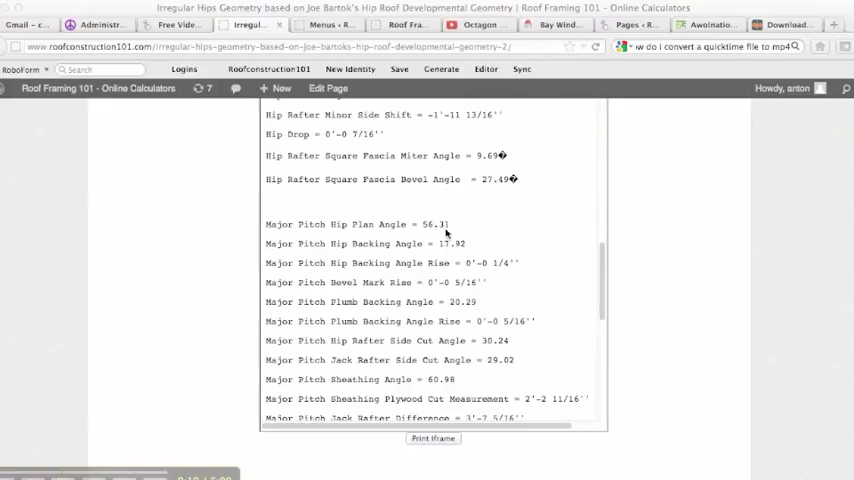 Irregular Hips Geometry based on Joe Bartok's Hip Roof Developmental Geometry | Roof Framing 101 - Online Calculators
Gmail - c... Administr... Free Vide... Irregul... Menus ‹ R... Roof Fra... Octagon ... Bay Wind... Pages ‹ R... Awolnatio... Download...
www.roofconstruction101.com/irregular-hips-geometry-based-on-joe-bartoks-hip-roof-developmental-geometry-2/ w do i convert a quicktime file to mp4
RoboForm Search Logins Roofconstruction101 New Identity Save Generate Editor Sync
Roof Framing 101 - Online Calculators 7 + New Edit Page Howdy, anton
Hip Rafter Minor Side Shift = -1'-11 13/16''
Hip Drop = 0'-0 7/16''
Hip Rafter Square Fascia Miter Angle = 9.69�
Hip Rafter Square Fascia Bevel Angle = 27.49�
Major Pitch Hip Plan Angle = 56.31
Major Pitch Hip Backing Angle = 17.92
Major Pitch Hip Backing Angle Rise = 0'-0 1/4''
Major Pitch Bevel Mark Rise = 0'-0 5/16''
Major Pitch Plumb Backing Angle = 20.29
Major Pitch Plumb Backing Angle Rise = 0'-0 5/16''
Major Pitch Hip Rafter Side Cut Angle = 30.24
Major Pitch Jack Rafter Side Cut Angle = 29.02
Major Pitch Sheathing Angle = 60.98
Major Pitch Sheathing Plywood Cut Measurement = 2'-2 11/16''
Major Pitch Jack Rafter Difference = 3'-7 5/16''
Print Iframe